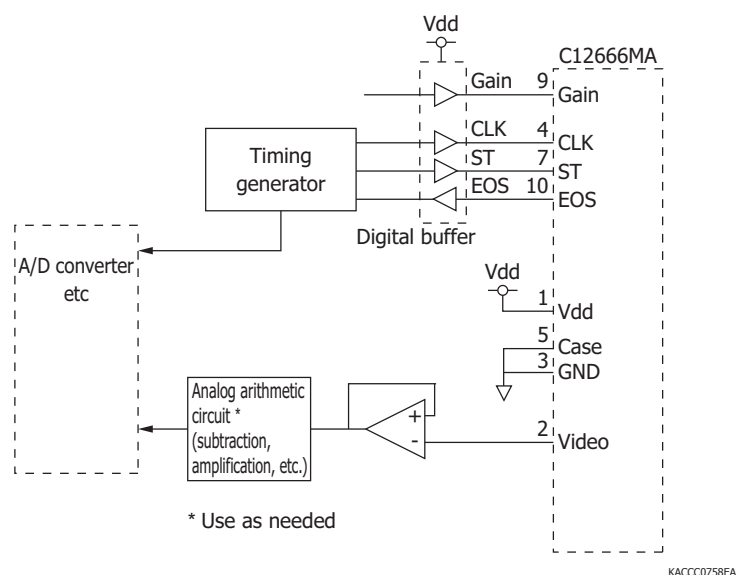 Vdd
C12666MA
Gain
9
Gain
CLK
4
CLK
Timing
generator
ST
7
ST
EOS
10
EOS
Digital buffer
A/D converter
etc
Vdd
1
Vdd
5
Case
3
GND
Analog arithmetic
circuit *
(subtraction,
amplification, etc.)
+
-
2
Video
* Use as needed
KACCC0758EA